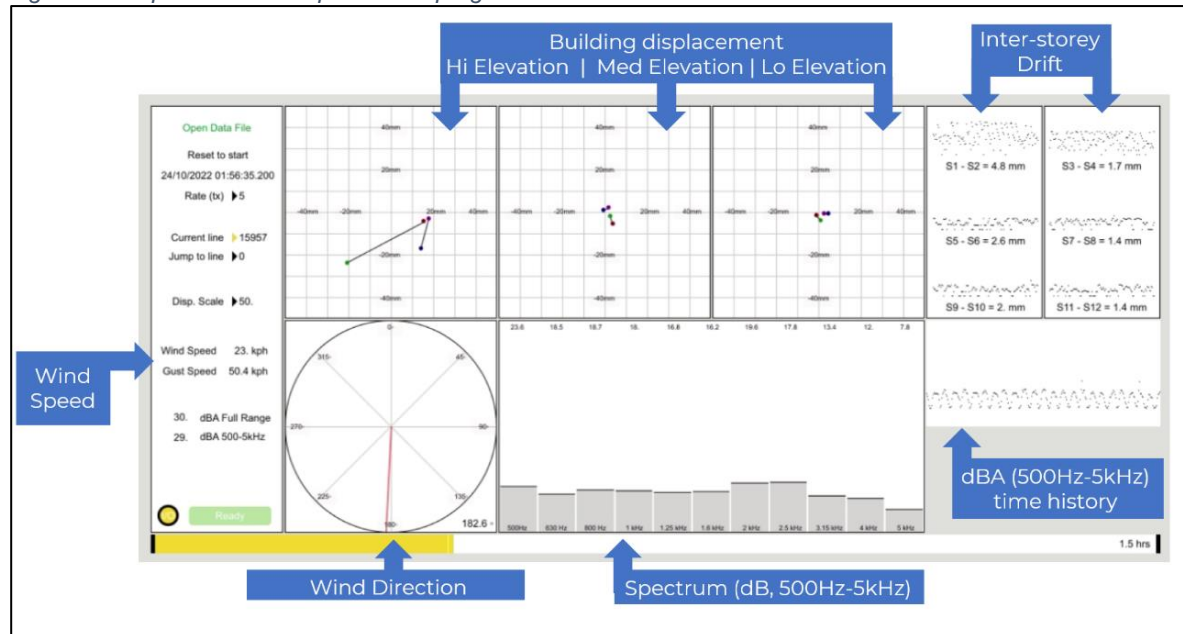 Building displacement
Hi Elevation | Med Elevation | Lo Elevation
Inter-storey
Drift
Open Data File
Reset to start
24/10/2022 01:56:35.200
Rate (tx) 5
Current line 15957
Jump to line 0
Disp. Scale 50.
Wind Speed 23. kph
Gust Speed 50.4 kph
30. dBA Full Range
29. dBA 500-5kHz
Ready
Wind
Speed
40mm
20mm
-40mm -20mm 20mm 40mm
-20mm
-40mm
40mm
20mm
-40mm -20mm 20mm 40mm
-20mm
-40mm
40mm
20mm
-40mm -20mm 20mm 40mm
-20mm
-40mm
S1 - S2 = 4.8 mm
S3 - S4 = 1.7 mm
S5 - S6 = 2.6 mm
S7 - S8 = 1.4 mm
S9 - S10 = 2. mm
S11 - S12 = 1.4 mm
0-
315-
45-
270-
90-
225-
135-
180-
182.6 -
23.6 18.5 18.7 18. 16.8 16.2 19.6 17.8 13.4 12. 7.8
500Hz 630 Hz 800 Hz 1 kHz 1.25 kHz 1.6 kHz 2 kHz 2.5 kHz 3.15 kHz 4 kHz 5 kHz
dBA (500Hz-5kHz)
time history
1.5 hrs
Wind Direction
Spectrum (dB, 500Hz-5kHz)